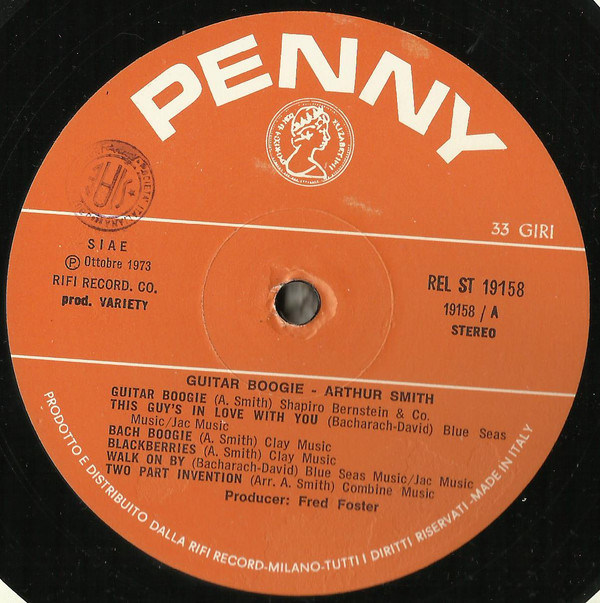 PENNY
33 GIRI
SIAE
Ⓟ Ottobre 1973
RIFI RECORD. CO.
prod. VARIETY
REL ST 19158
19158 / A
STEREO
GUITAR BOOGIE - ARTHUR SMITH
GUITAR BOOGIE (A. Smith) Shapiro Bernstein & Co.
THIS GUY'S IN LOVE WITH YOU (Bacharach-David) Blue Seas
Music/Jac Music
BACH BOOGIE (A. Smith) Clay Music
BLACKBERRIES (A. Smith) Clay Music
WALK ON BY (Bacharach-David) Blue Seas Music/Jac Music
TWO PART INVENTION (Arr. A. Smith) Combine Music
Producer: Fred Foster
PRODOTTO E DISTRIBUITO DALLA RIFI RECORD-MILANO-TUTTI I DIRITTI RISERVATI-MADE IN ITALY